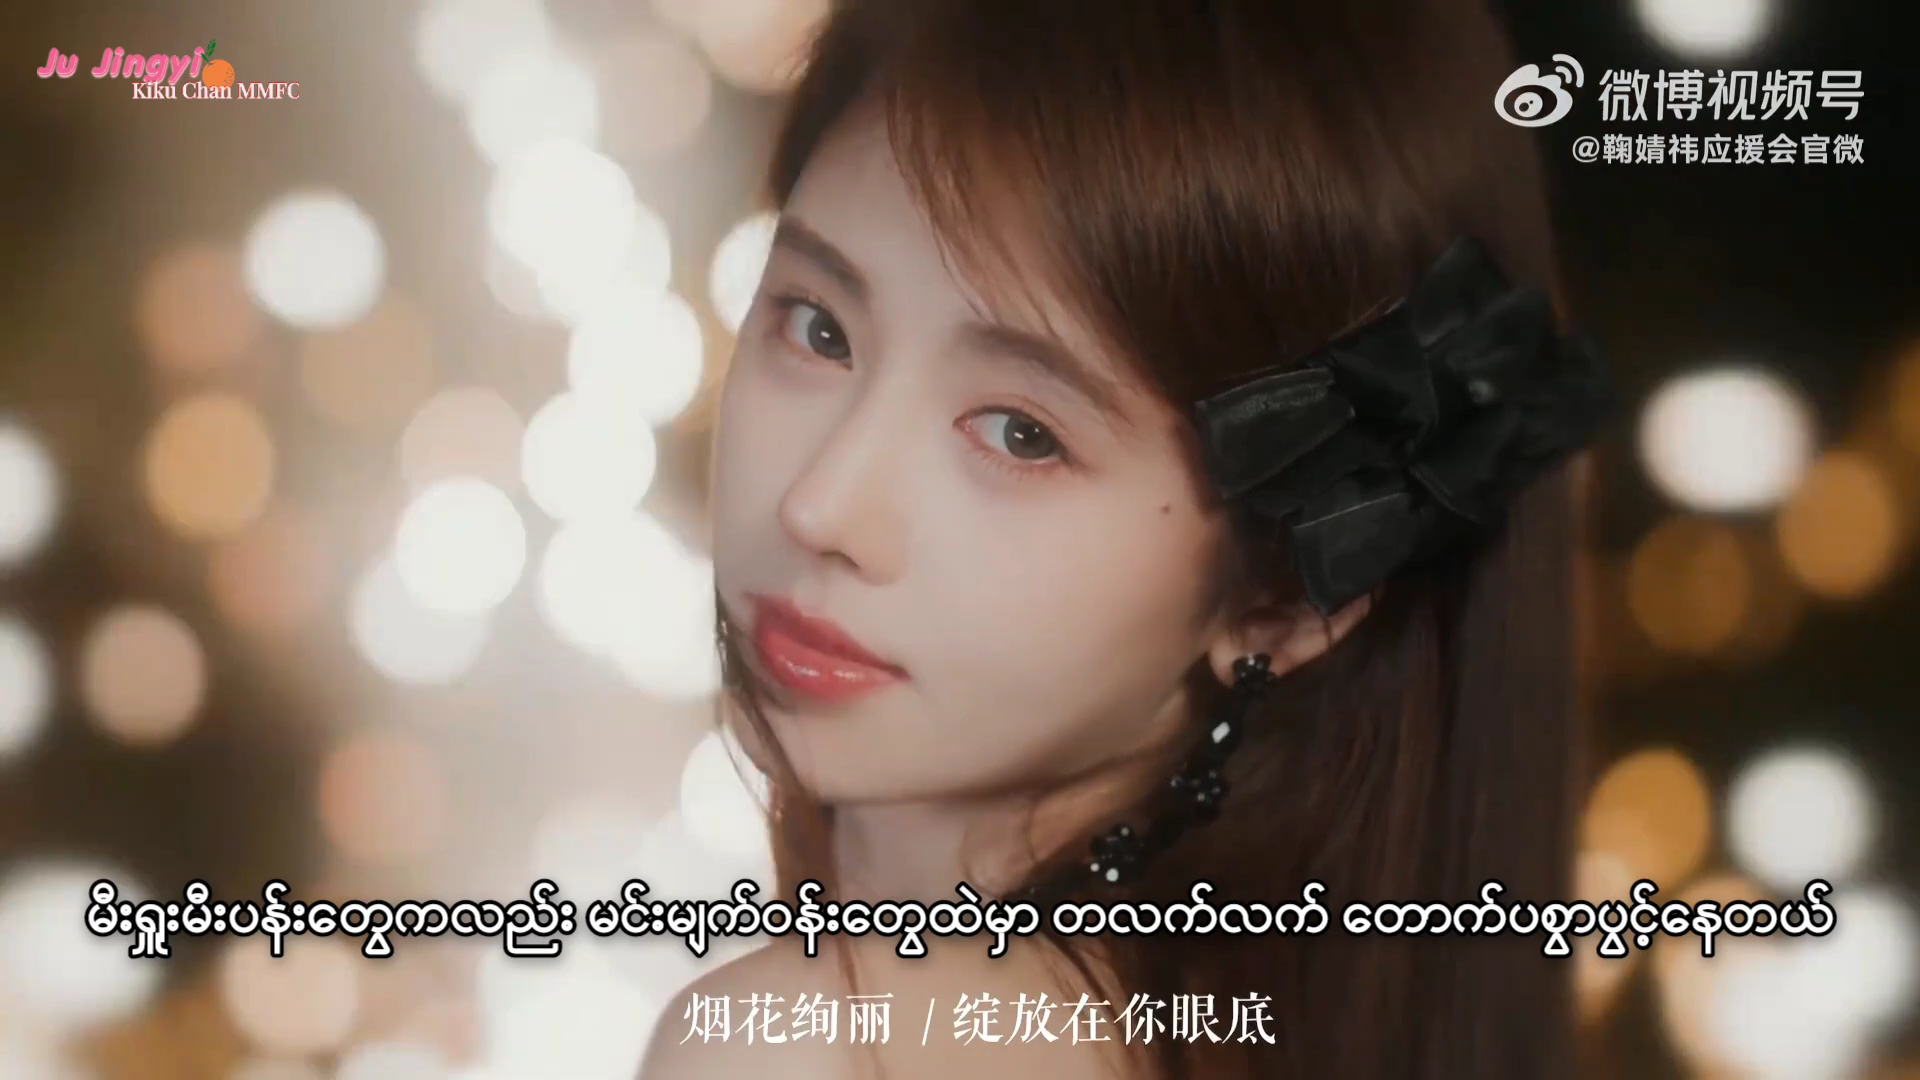 Ju Jingyi
Kiku Chan MMFC
微博视频号
@鞠婧祎应援会官微
မီးရှူးမီးပန်းတွေကလည်း မင်းမျက်ဝန်းတွေထဲမှာ တလက်လက် တောက်ပစွာပွင့်နေတယ်
烟花绚丽 / 绽放在你眼底